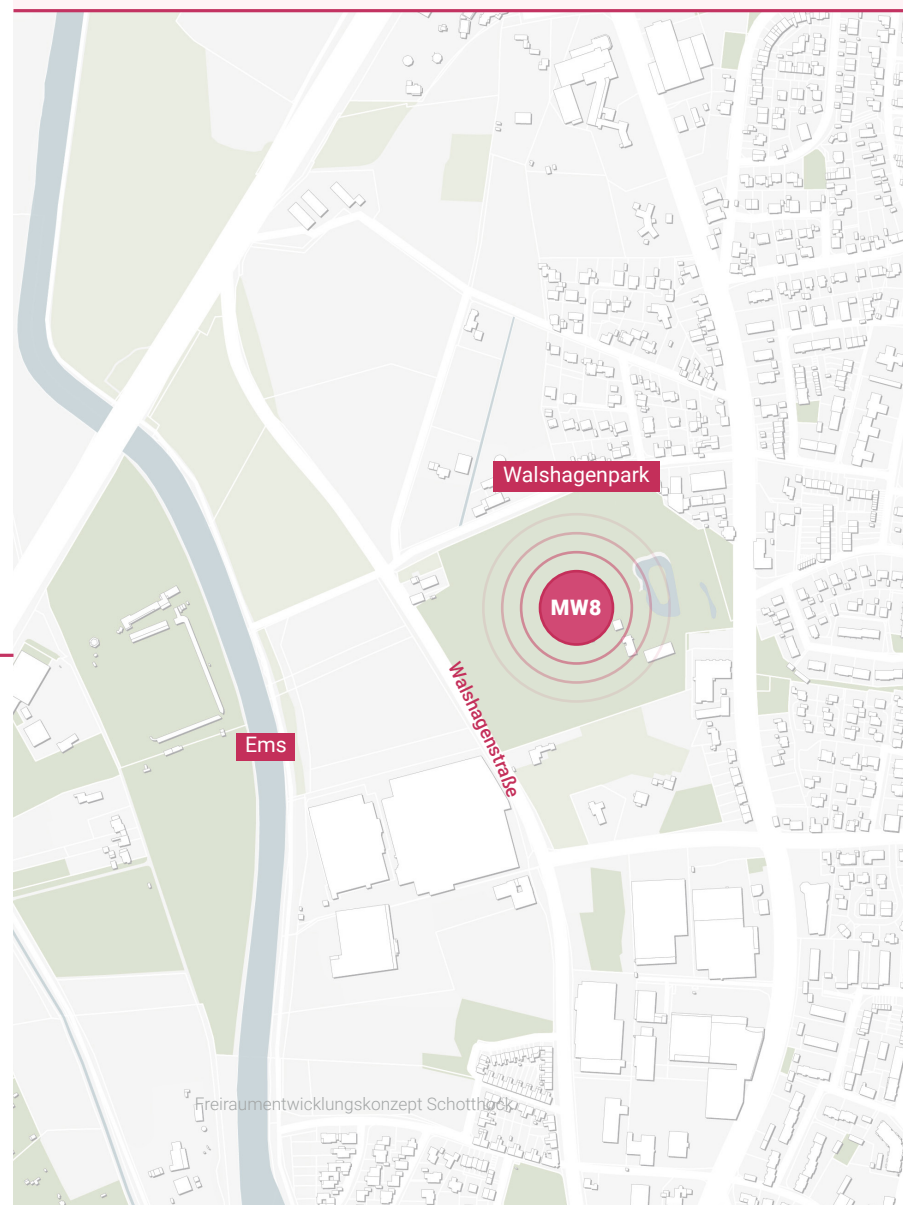 Walshagenpark
MW8
Walshagenstraße
Ems
Freiraumentwicklungskonzept Schotthock